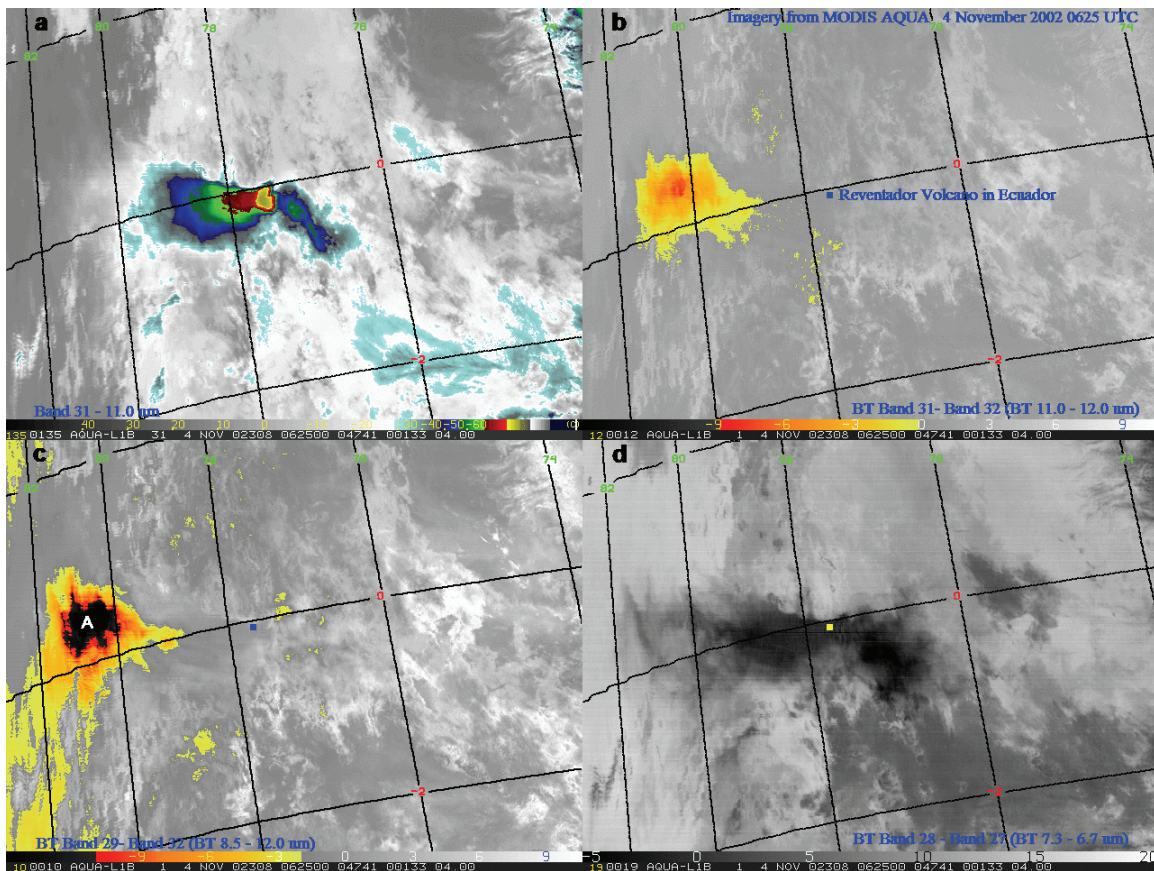 a
80
78
82
Band 31 - 11.0 um
0
-2
40 30 20 10 0 -40 -50 -60
135 0135 AQUA-L1B 31 4 NOV 02308 062500 04741 00133 04.00
b
Imagery from MODIS AQUA 4 November 2002 0625 UTC
80
76
74
82
0
Reventador Volcano in Ecuador
-2
BT Band 31- Band 32 (BT 11.0 - 12.0 um)
-9 -6 -3 0 3 6 9
12 0012 AQUA-L1B 1 4 NOV 02308 062500 04741 00133 04.00
c
80
78
74
82
A
0
-2
BT Band 29- Band 32 (BT 8.5 - 12.0 um)
-9 -6 -3 0 3 6 9
10 0010 AQUA-L1B 1 4 NOV 02308 062500 04741 00133 04.00
d
80
74
82
0
-2
BT Band 28 - Band 27 (BT 7.3 - 6.7 um)
-5 0 5 10 15 20
19 0019 AQUA-L1B 1 4 NOV 02308 062500 04741 00133 04.00